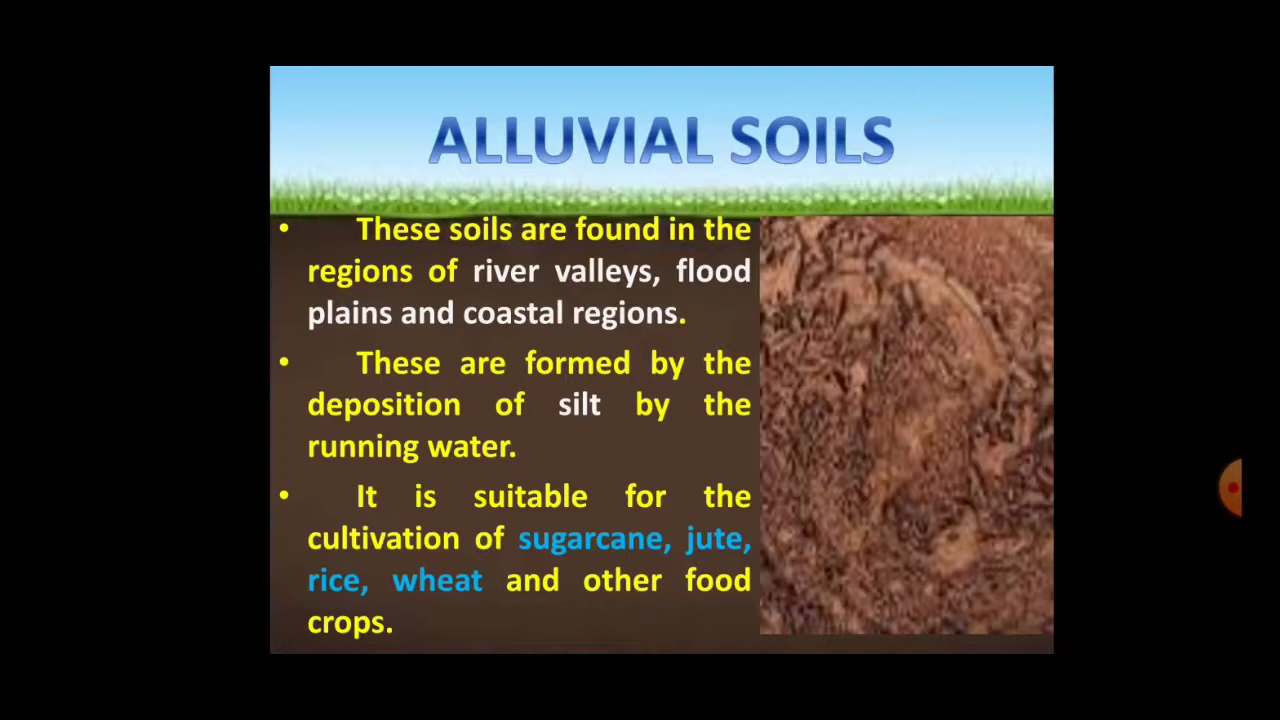 ALLUVIAL SOILS
• These soils are found in the
regions of river valleys, flood
plains and coastal regions.
• These are formed by the
deposition of silt by the
running water.
• It is suitable for the
cultivation of sugarcane, jute,
rice, wheat and other food
crops.